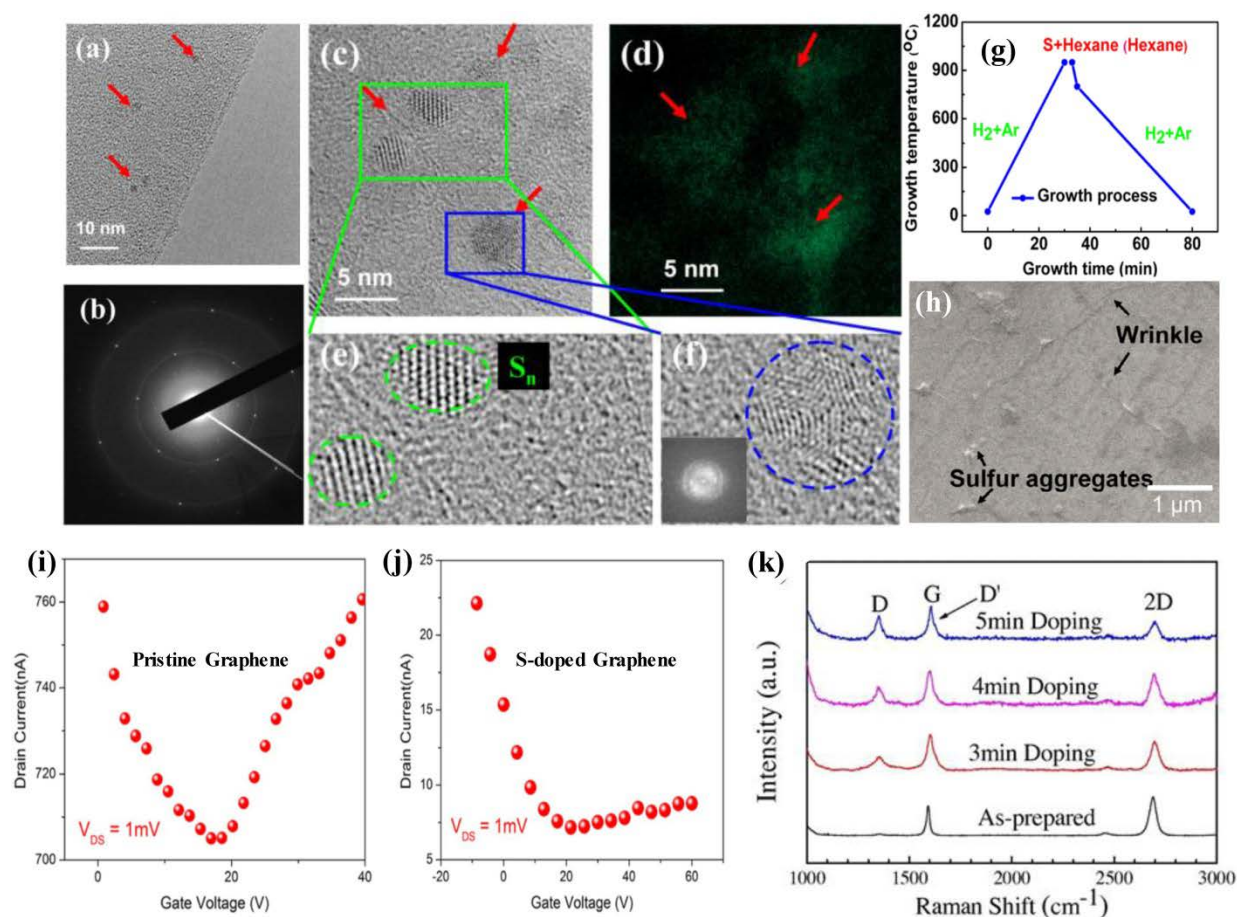 (a)
10 nm
(b)
(c)
5 nm
(d)
5 nm
(e)
Sn
(f)
(g)
Growth temperature (°C)
1200
900
600
300
0
S+Hexane (Hexane)
H2+Ar
H2+Ar
Growth process
0
20
40
60
80
Growth time (min)
(h)
Wrinkle
Sulfur aggregates
1 μm
(i)
Drain Current(nA)
760
740
720
700
Pristine Graphene
VDS = 1mV
0
20
40
Gate Voltage (V)
(j)
Drain Current(nA)
25
20
15
10
5
0
S-doped Graphene
VDS = 1mV
0
20
40
60
Gate Voltage (V)
(k)
Intensity (a.u.)
D
G
D'
2D
5min Doping
4min Doping
3min Doping
As-prepared
1000
1500
2000
2500
3000
Raman Shift (cm-1)